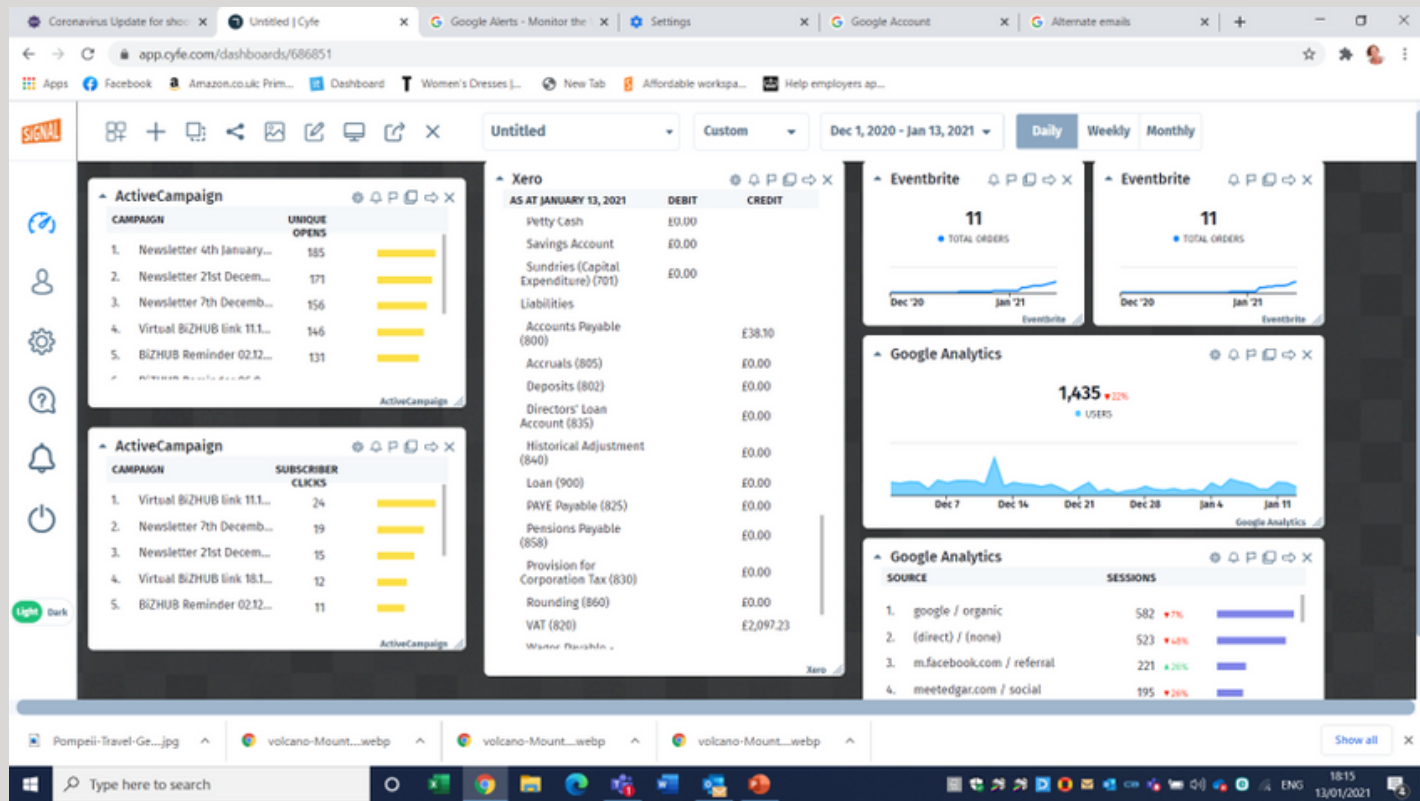 Coronavirus Update for shoo
Untitled | Cyfe
Google Alerts - Monitor the
Settings
Google Account
Alternate emails
app.cyfe.com/dashboards/686851
Apps
Facebook
Amazon.co.uk: Prim...
Dashboard
Women's Dresses |...
New Tab
Affordable workspa...
Help employers ap...
SIGNAL
Untitled
Custom
Dec 1, 2020 - Jan 13, 2021
Daily
Weekly
Monthly
ActiveCampaign
CAMPAIGN UNIQUE
OPENS
1. Newsletter 4th January... 185
2. Newsletter 21st Decem... 171
3. Newsletter 7th Decemb... 156
4. Virtual BiZHUB link 11.1... 146
5. BiZHUB Reminder 02.12... 131
ActiveCampaign
ActiveCampaign
CAMPAIGN SUBSCRIBER
CLICKS
1. Virtual BiZHUB link 11.1... 24
2. Newsletter 7th Decemb... 19
3. Newsletter 21st Decem... 15
4. Virtual BiZHUB link 18.1... 12
5. BiZHUB Reminder 02.12... 11
ActiveCampaign
Light Dark
Xero
AS AT JANUARY 13, 2021 DEBIT CREDIT
Petty Cash £0.00
Savings Account £0.00
Sundries (Capital
Expenditure) (701) £0.00
Liabilities
Accounts Payable
(800) £38.10
Accruals (805) £0.00
Deposits (802) £0.00
Directors' Loan
Account (835) £0.00
Historical Adjustment
(840) £0.00
Loan (900) £0.00
PAYE Payable (825) £0.00
Pensions Payable
(858) £0.00
Provision for
Corporation Tax (830) £0.00
Rounding (860) £0.00
VAT (820) £2,097.23
Wages Payable -
Xero
Eventbrite
11
TOTAL ORDERS
Dec '20 Jan '21
Eventbrite
Eventbrite
11
TOTAL ORDERS
Dec '20 Jan '21
Eventbrite
Google Analytics
1,435 ▼22%
USERS
Dec 7 Dec 14 Dec 21 Dec 28 Jan 4 Jan 11
Google Analytics
Google Analytics
SOURCE SESSIONS
1. google / organic 582 ▼7%
2. (direct) / (none) 523 ▼48%
3. m.facebook.com / referral 221 ▲26%
4. meetedgar.com / social 195 ▼26%
Pompeii-Travel-Ge....jpg
volcano-Mount....webp
volcano-Mount....webp
volcano-Mount....webp
Show all
Type here to search
ENG
18:15
13/01/2021